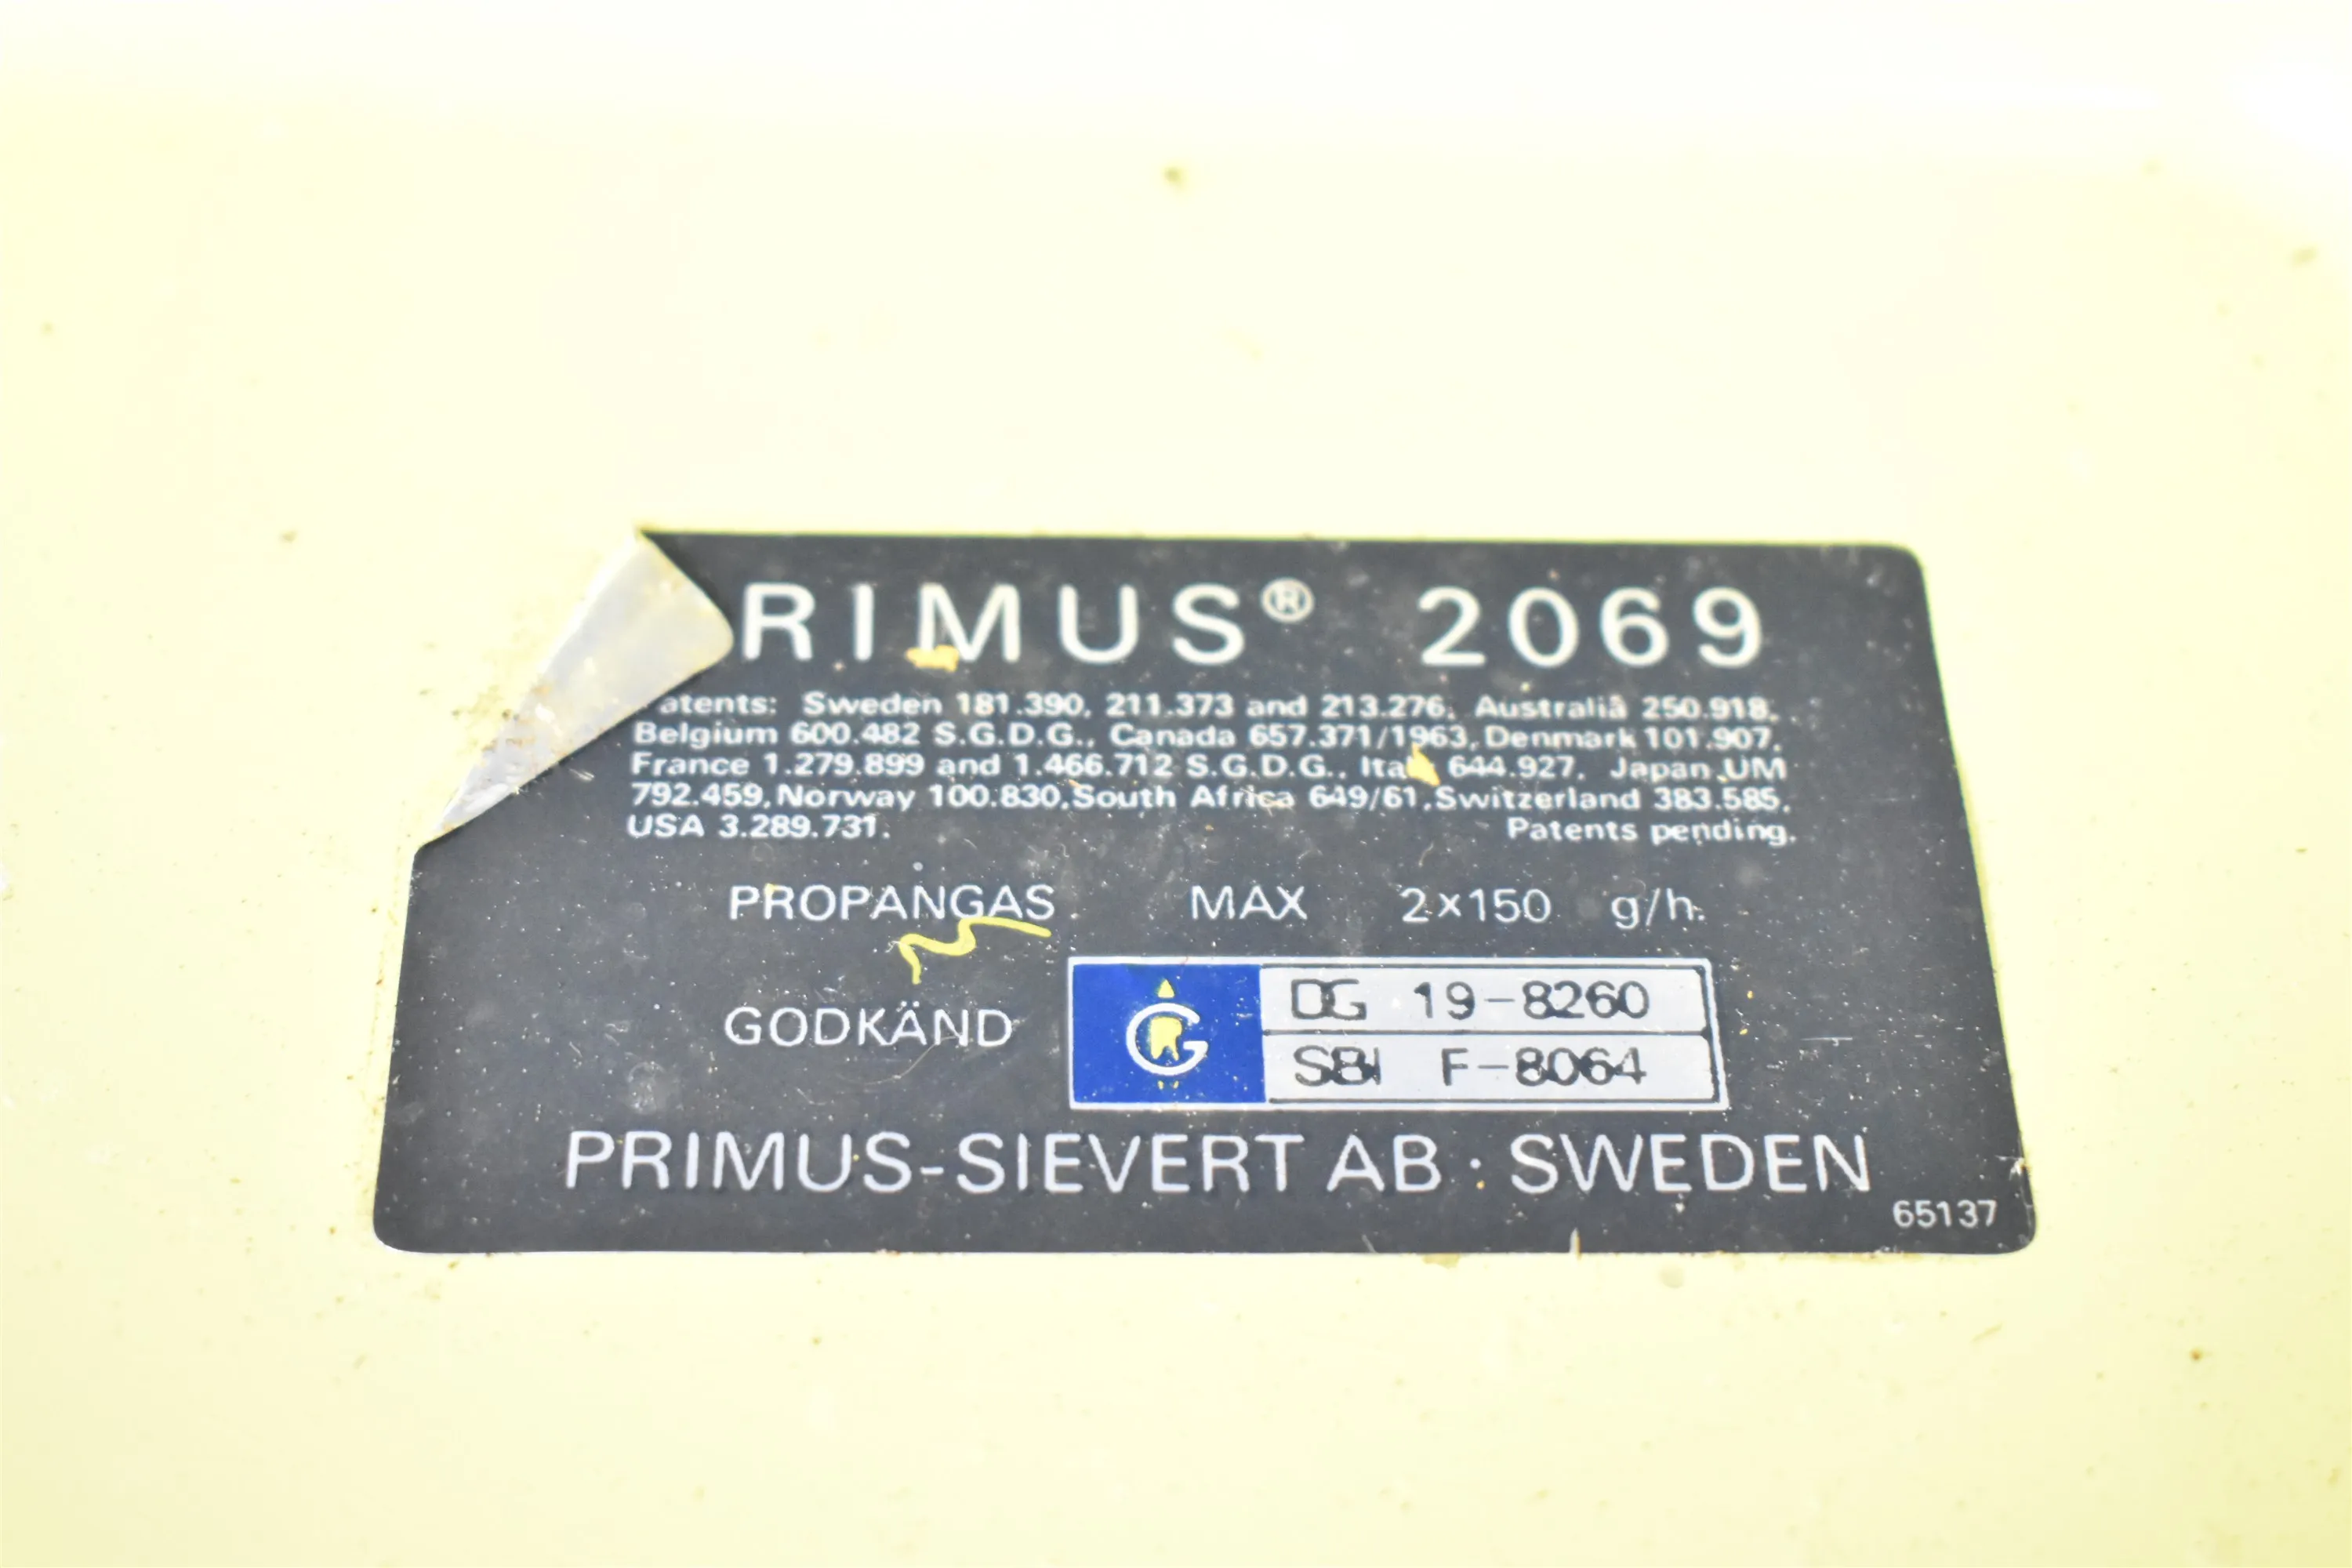 RIMUS® 2069
atents: Sweden 181.390, 211.373 and 213.276, Australia 250.918,
Belgium 600.482 S.G.D.G., Canada 657.371/1963, Denmark 101.907,
France 1.279.899 and 1.466.712 S.G.D.G., Ita 644.927, Japan UM
792.459, Norway 100.830, South Africa 649/61, Switzerland 383.585,
USA 3.289.731. Patents pending.
PROPANGAS MAX 2×150 g/h.
GODKÄND G DG 19-8260
SBI F-8064
PRIMUS-SIEVERT AB · SWEDEN
65137